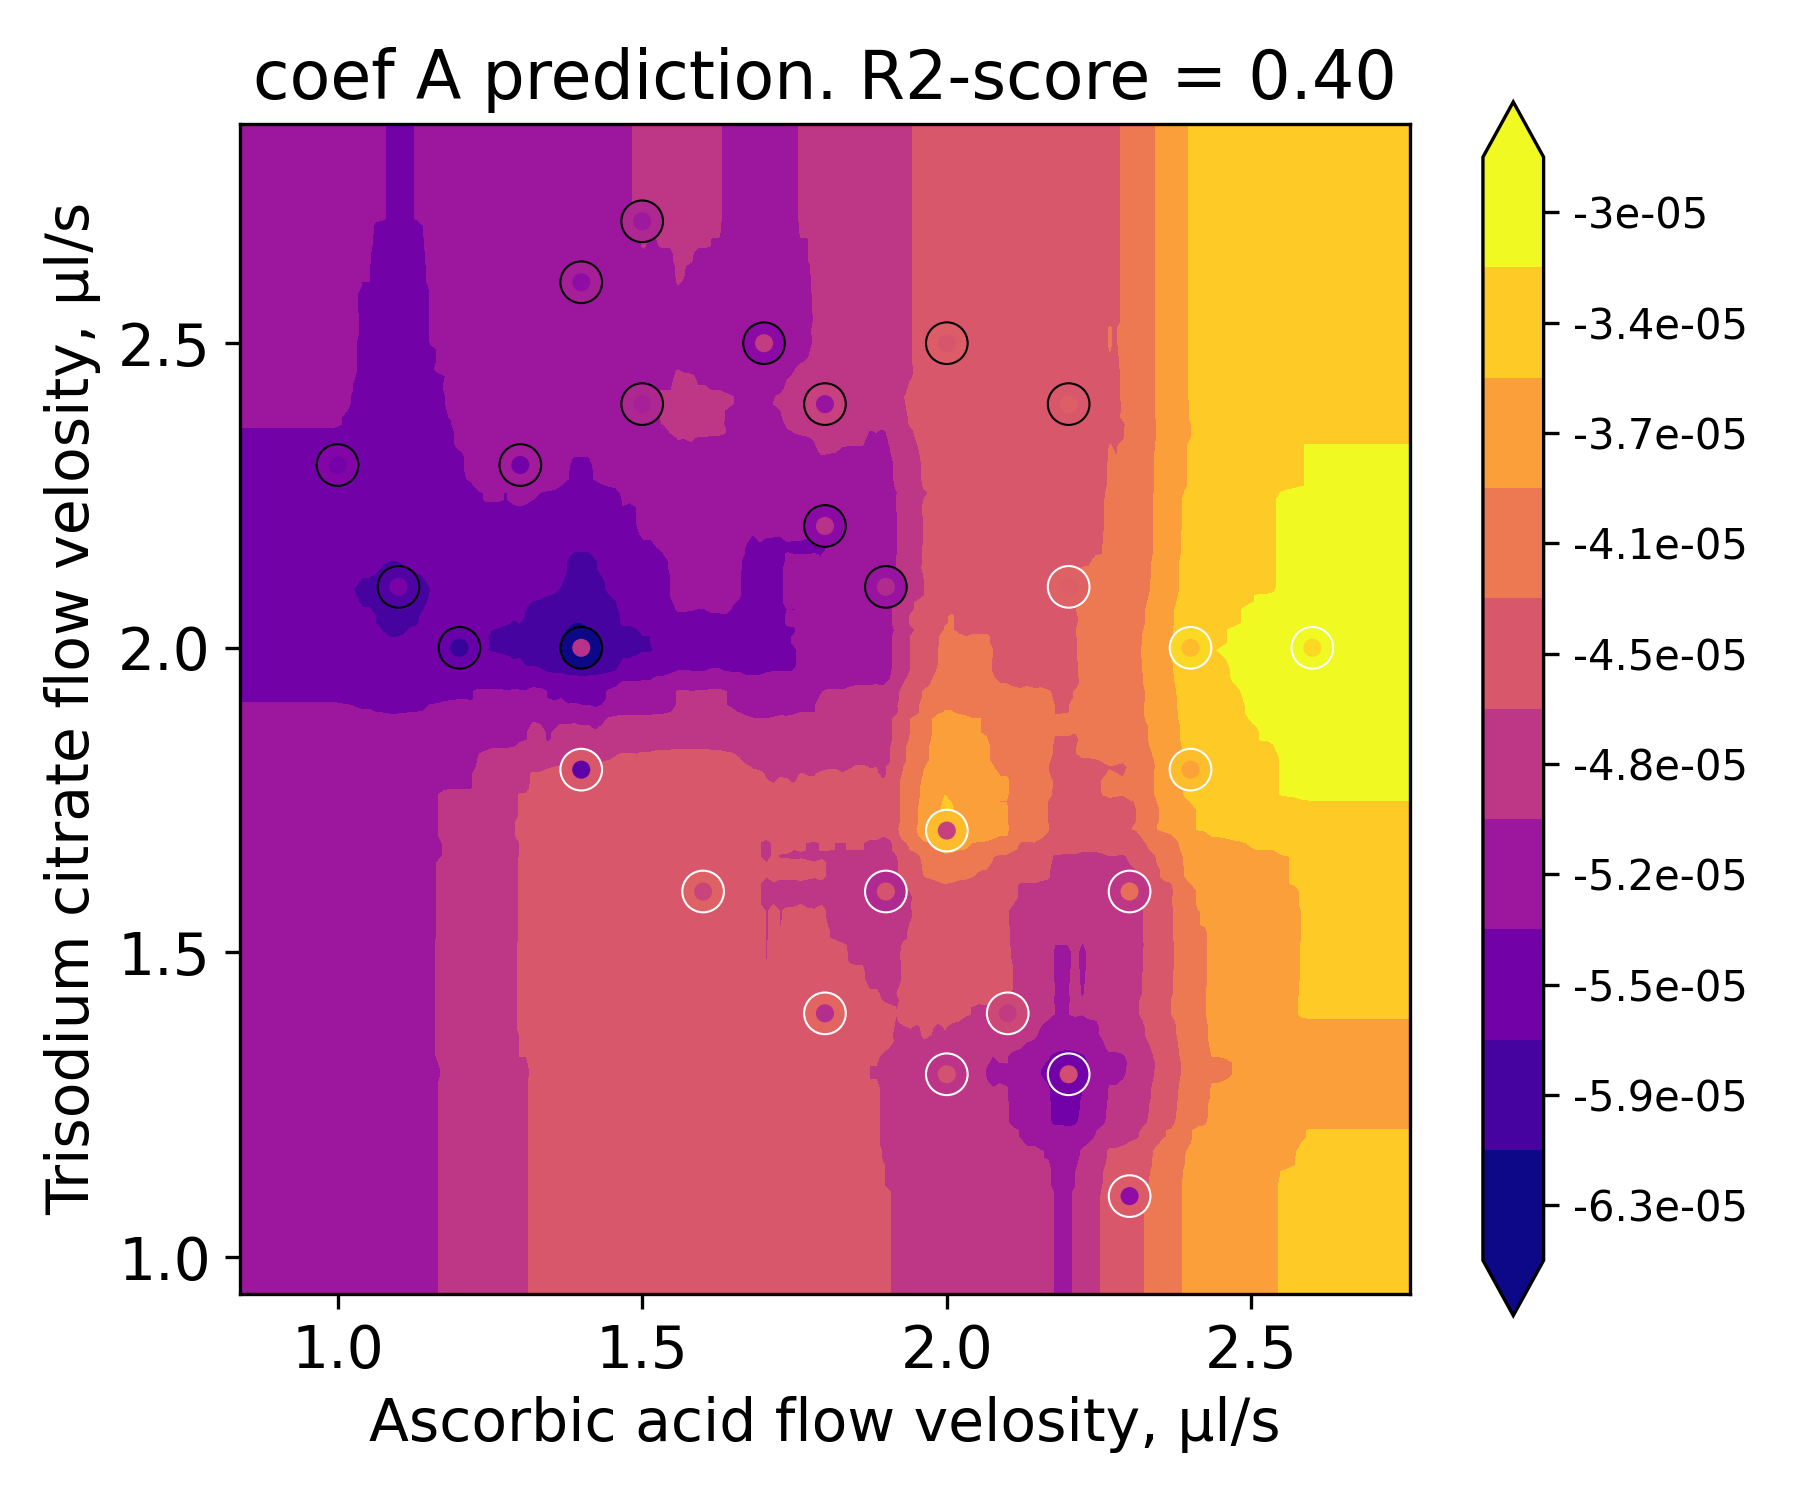 coef A prediction. R2-score = 0.40
Trisodium citrate flow velosity, µl/s
2.5
2.0
1.5
1.0
1.0
1.5
2.0
2.5
Ascorbic acid flow velosity, µl/s
-3e-05
-3.4e-05
-3.7e-05
-4.1e-05
-4.5e-05
-4.8e-05
-5.2e-05
-5.5e-05
-5.9e-05
-6.3e-05